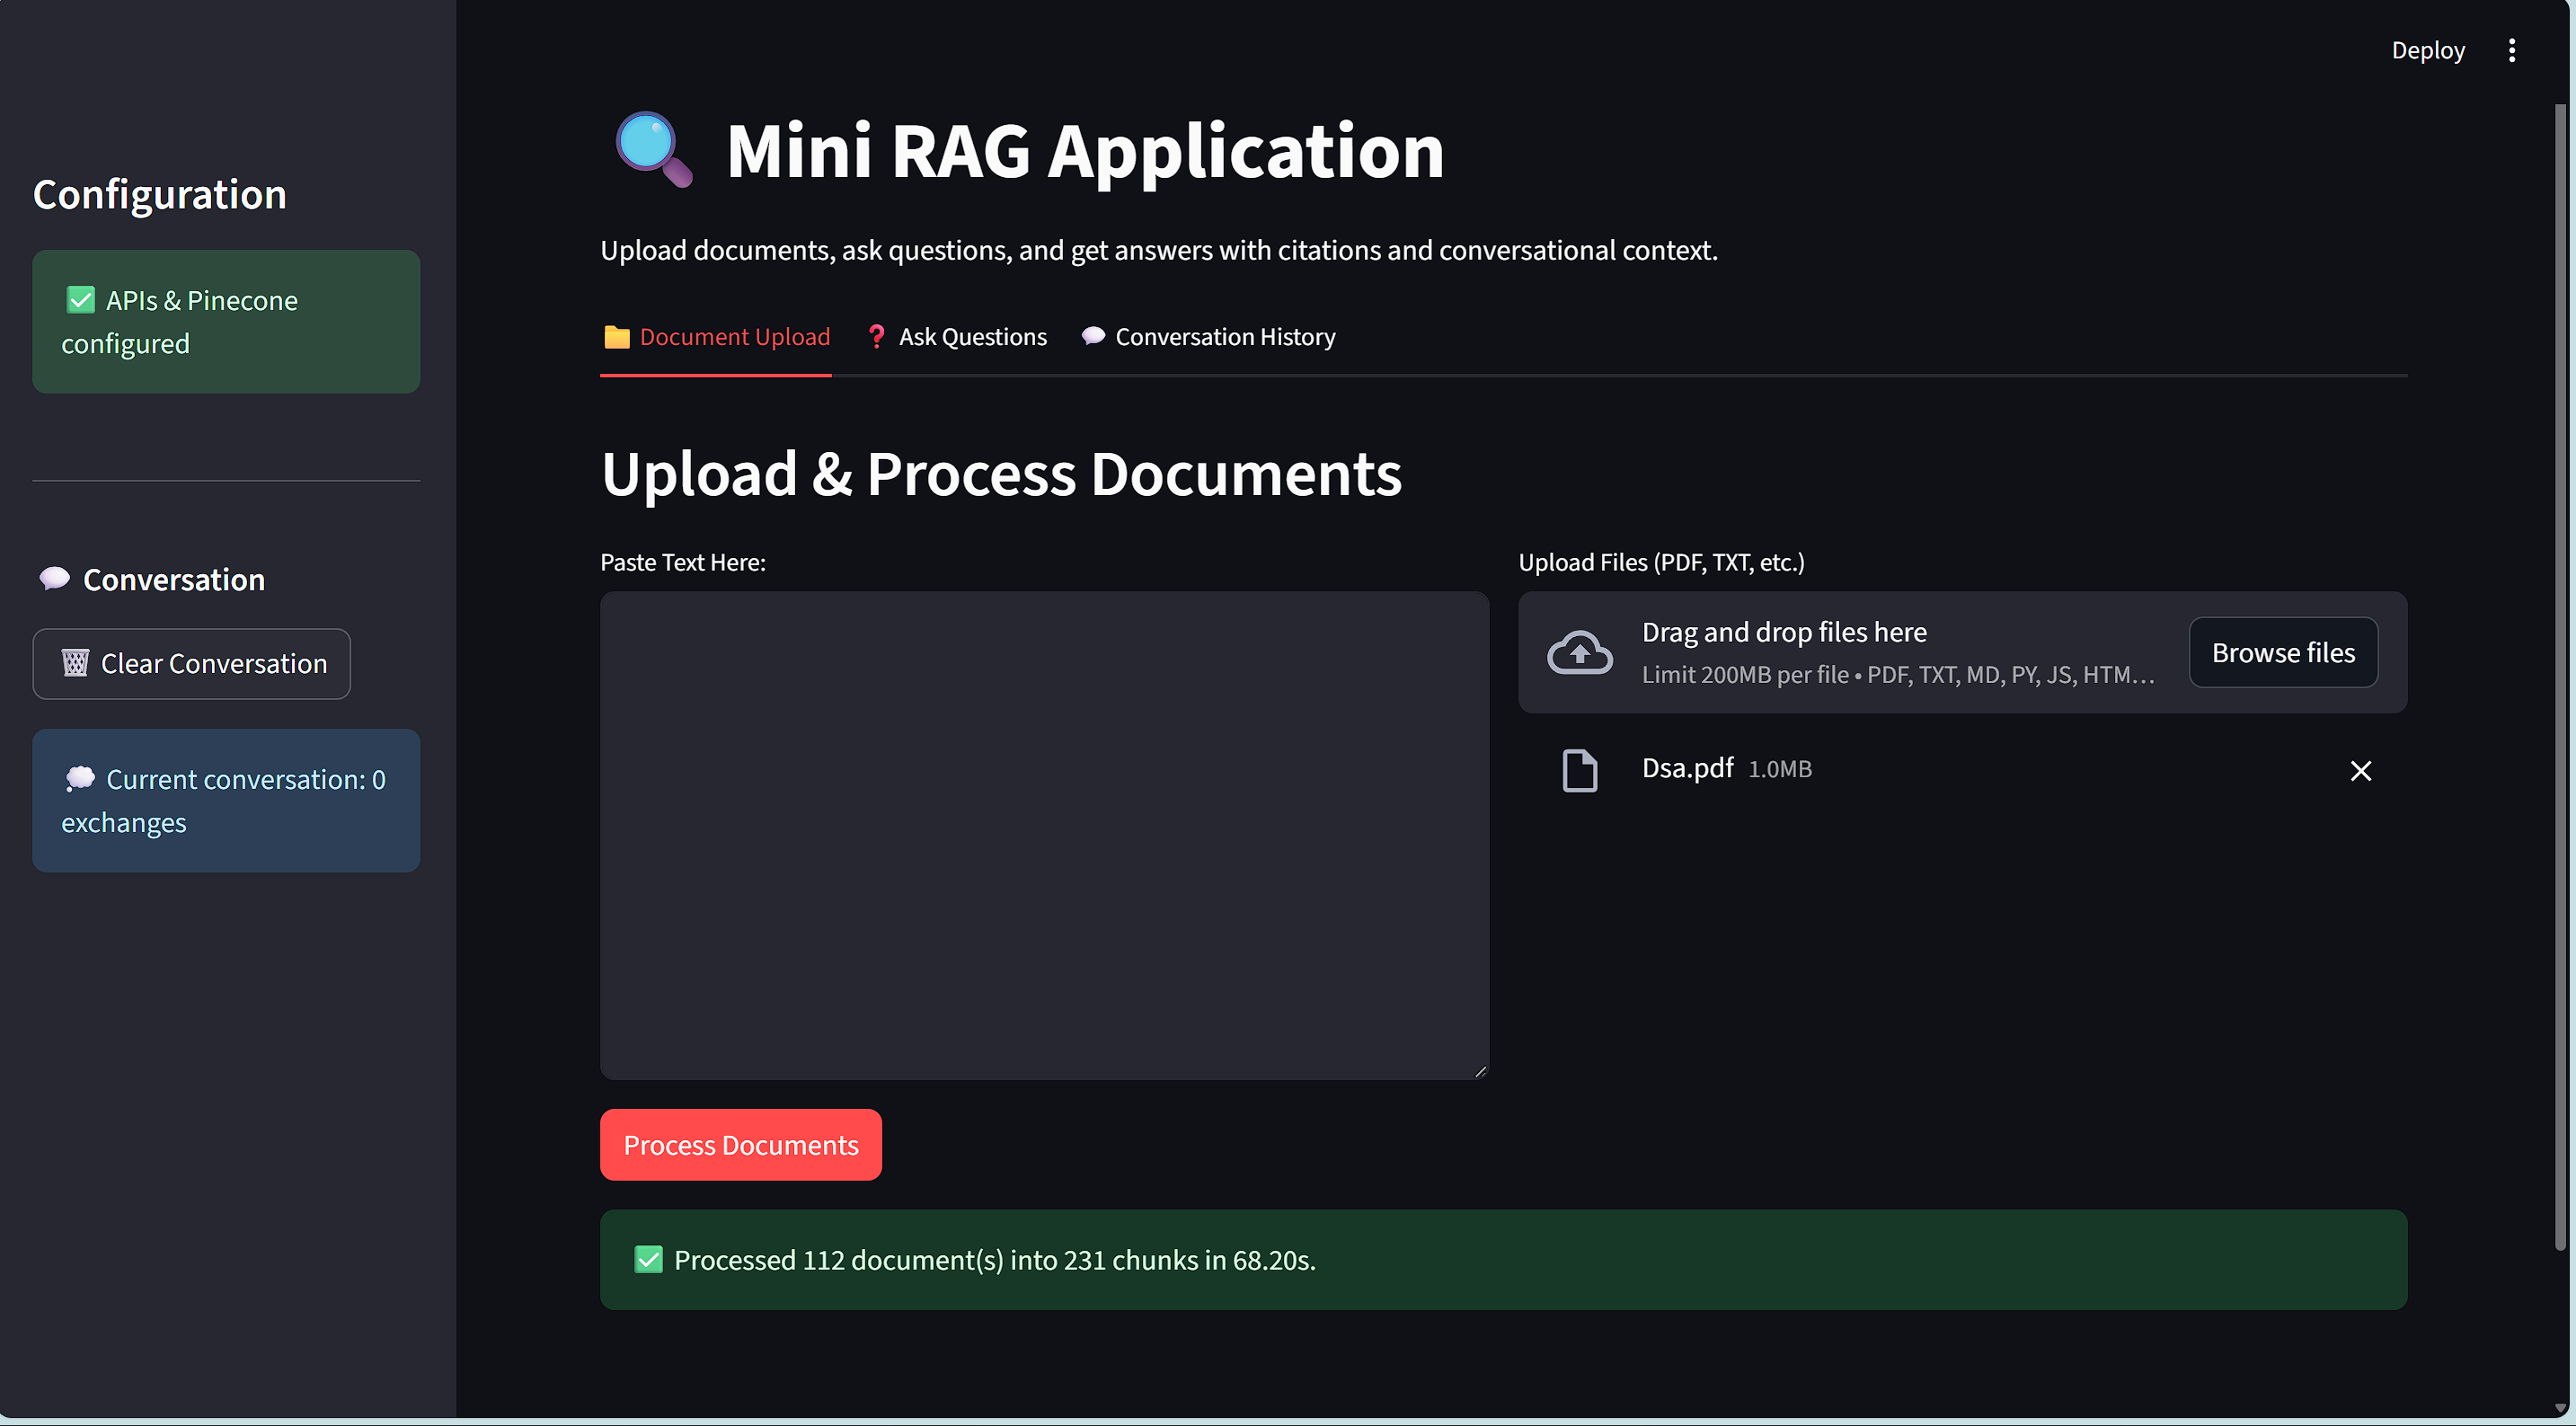 Deploy
Configuration
✅ APIs & Pinecone
configured
💬 Conversation
🗑️ Clear Conversation
💭 Current conversation: 0
exchanges
🔍 Mini RAG Application
Upload documents, ask questions, and get answers with citations and conversational context.
📁 Document Upload ❓ Ask Questions 💬 Conversation History
Upload & Process Documents
Paste Text Here:
Upload Files (PDF, TXT, etc.)
Drag and drop files here
Limit 200MB per file • PDF, TXT, MD, PY, JS, HTM...
Browse files
Dsa.pdf 1.0MB
Process Documents
✅ Processed 112 document(s) into 231 chunks in 68.20s.